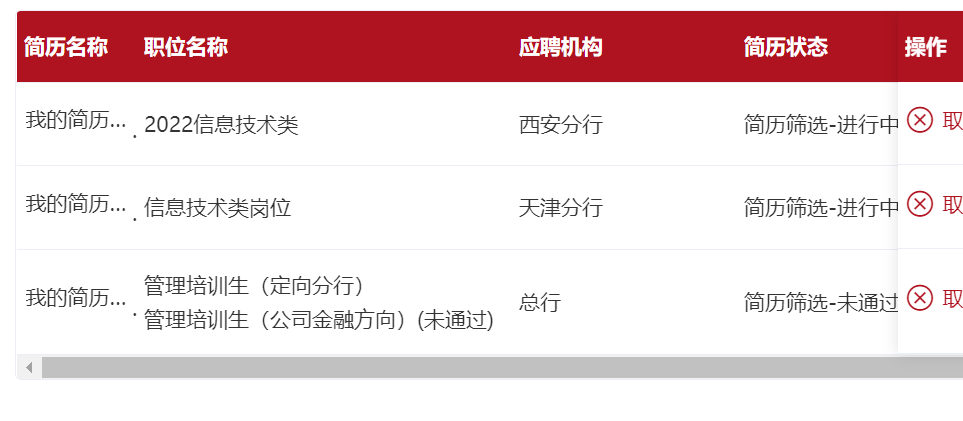 简历名称 职位名称 应聘机构 简历状态 操作
我的简历... . 2022信息技术类 西安分行 简历筛选-进行中 取
我的简历... . 信息技术类岗位 天津分行 简历筛选-进行中 取
我的简历... . 管理培训生（定向分行）
管理培训生（公司金融方向）(未通过) 总行 简历筛选-未通过 取